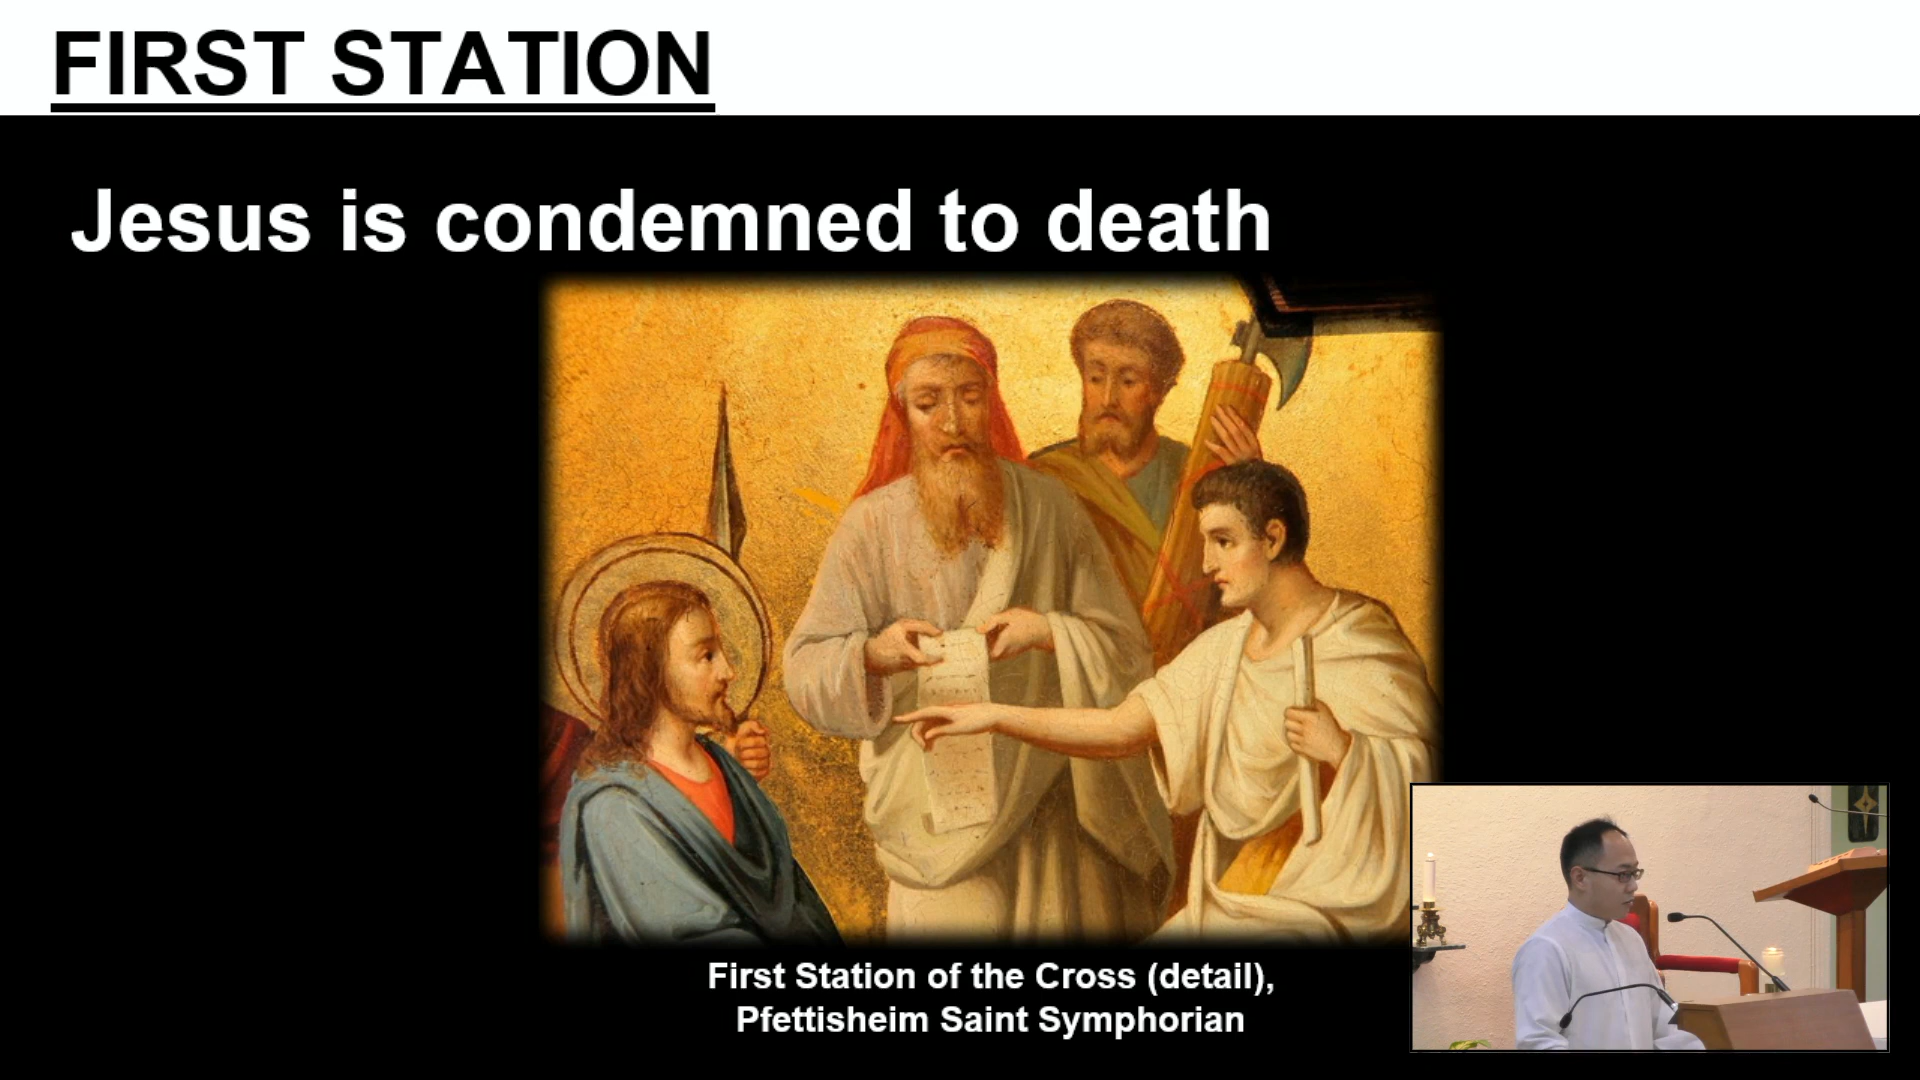 FIRST STATION
Jesus is condemned to death
First Station of the Cross (detail),
Pfettisheim Saint Symphorian